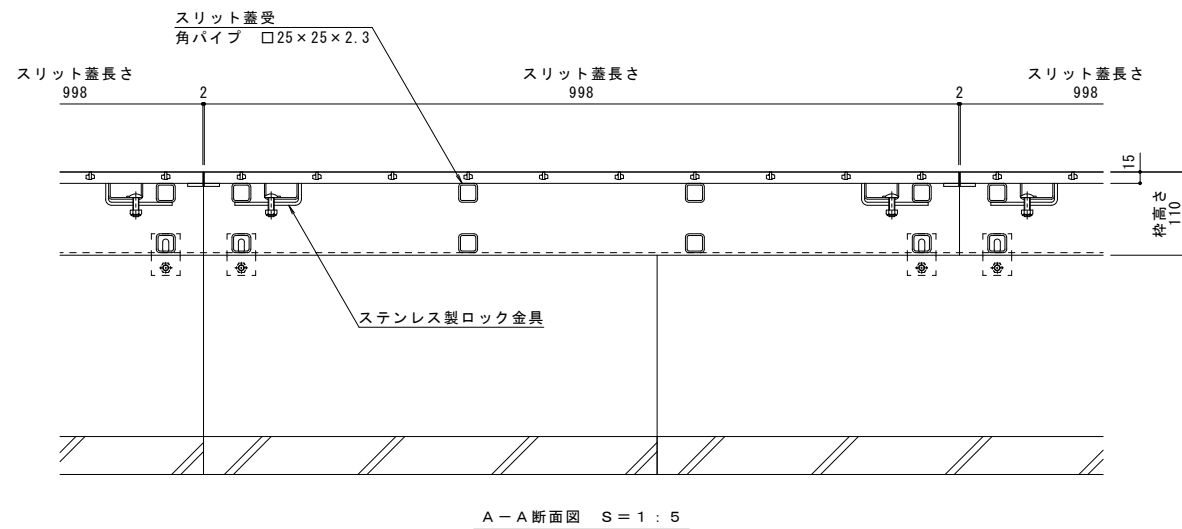 スリット蓋受
角パイプ □25×25×2.3
スリット蓋長さ
998
2
スリット蓋長さ
998
2
スリット蓋長さ
998
15
枠高さ
110
ステンレス製ロック金具
A－A断面図 S＝1：5